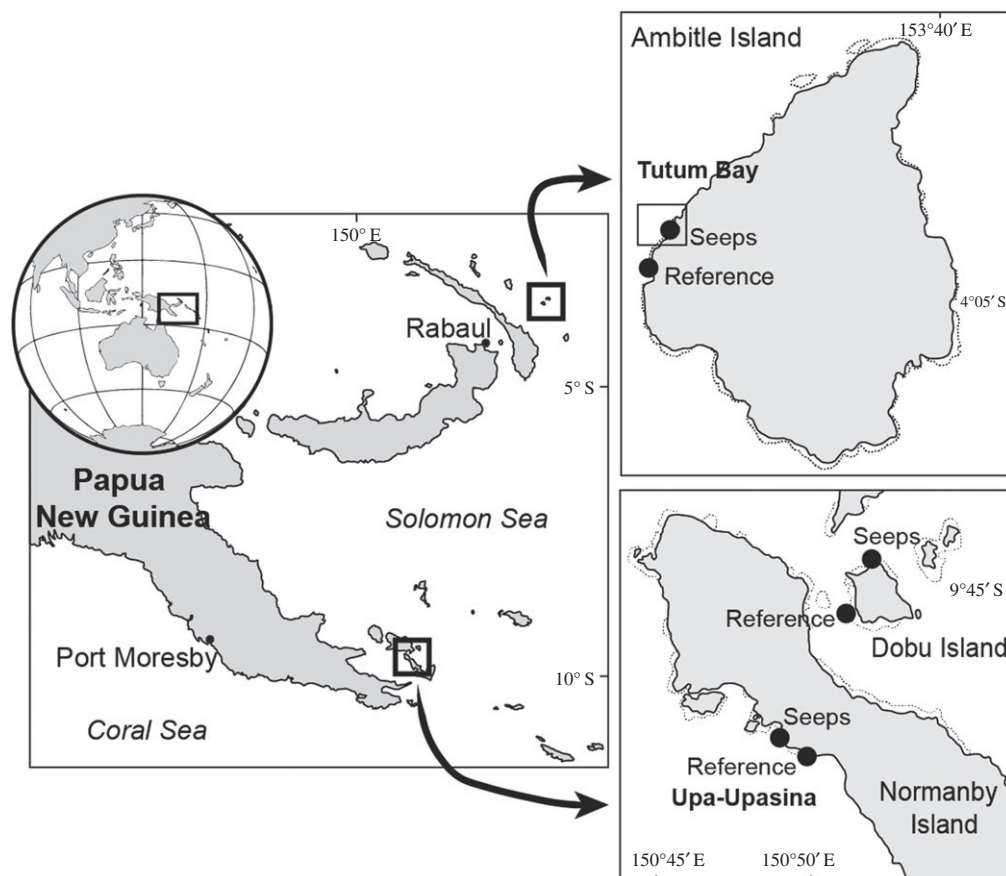 150° E
Rabaul
5° S
Papua
New Guinea
Solomon Sea
Port Moresby
10° S
Coral Sea
153°40′ E
Ambitle Island
Tutum Bay
Seeps
Reference
4°05′ S
Seeps
9°45′ S
Reference
Dobu Island
Seeps
Reference
Upa-Upasina
Normanby
Island
150°45′ E
150°50′ E